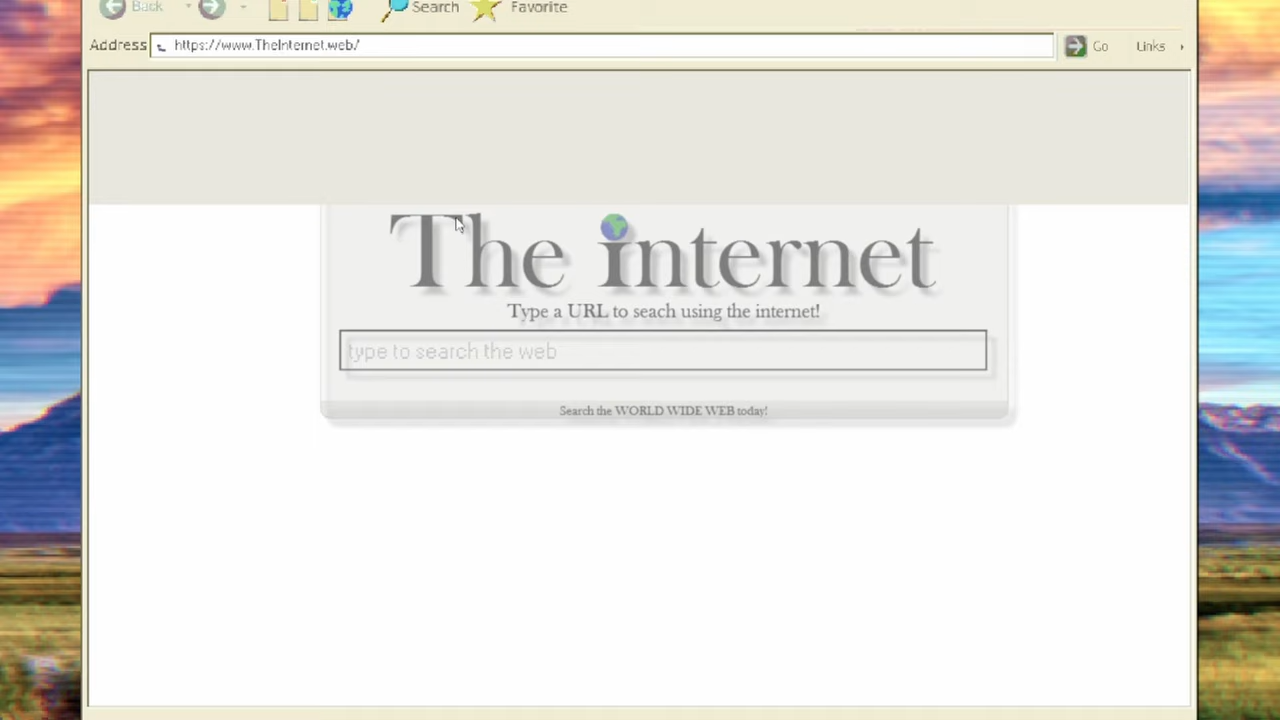 Back Search Favorite
Address https://www.TheInternet.web/ Go Links
The internet
Type a URL to seach using the internet!
type to search the web
Search the WORLD WIDE WEB today!